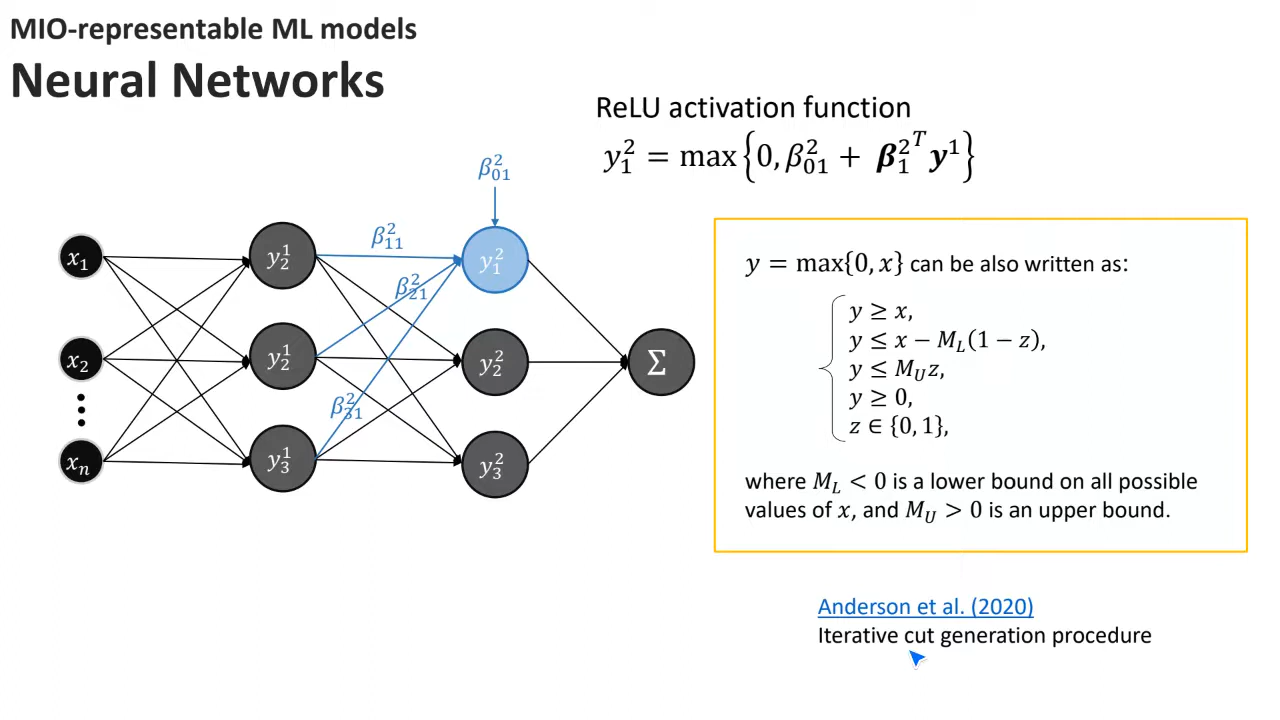 MIO-representable ML models
Neural Networks
ReLU activation function
y₁² = max{0, β₀₁² + 𝜷₁²ᵀ𝒚¹}
β₀₁²
β₁₁²
β₂₁²
β₃₁²
x₁
x₂
xₙ
y₂¹
y₂¹
y₃¹
y₁²
y₂²
y₃²
Σ
y = max{0, x} can be also written as:
y ≥ x,
y ≤ x − M_L(1 − z),
y ≤ M_U z,
y ≥ 0,
z ∈ {0, 1},
where M_L < 0 is a lower bound on all possible
values of x, and M_U > 0 is an upper bound.
Anderson et al. (2020)
Iterative cut generation procedure